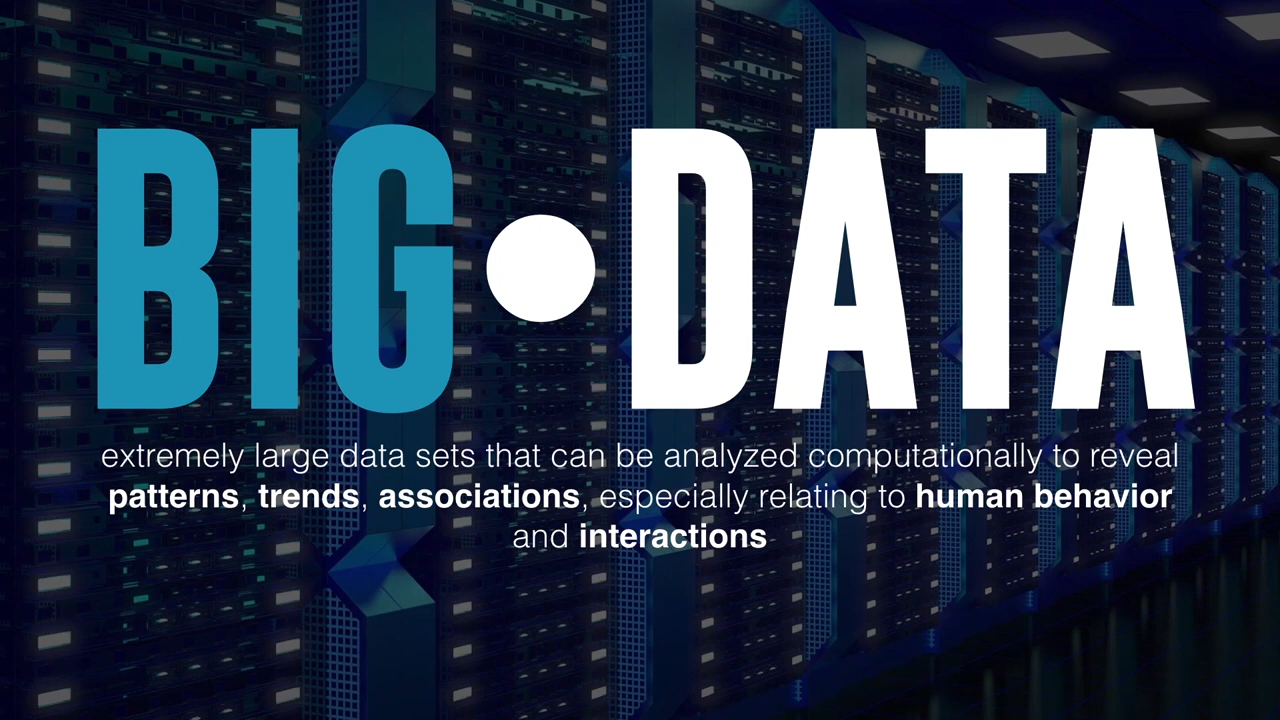 BIG•DATA
extremely large data sets that can be analyzed computationally to reveal
patterns, trends, associations, especially relating to human behavior
and interactions